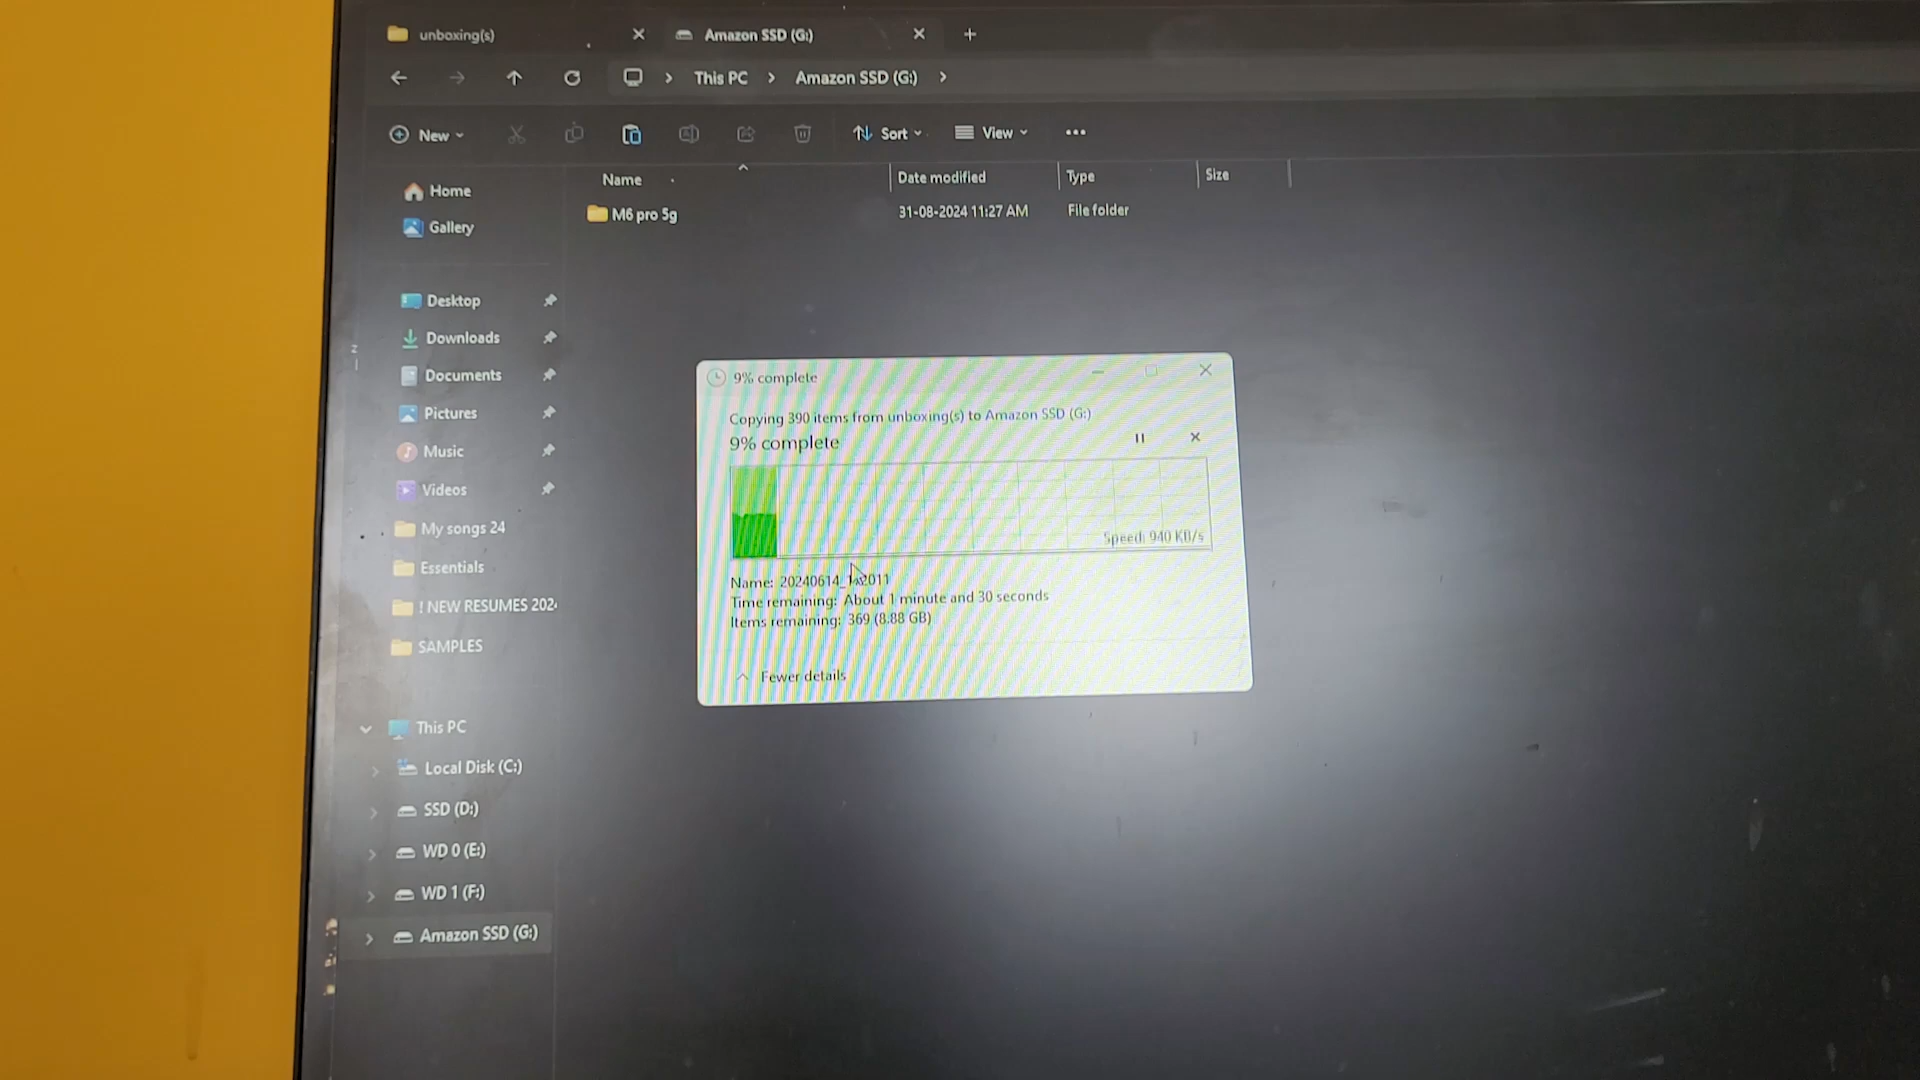 unboxing(s)
Amazon SSD (G:)
This PC > Amazon SSD (G:) >
New
Sort
View
Name
Date modified
Type
Size
M6 pro 5g
31-08-2024 11:27 AM
File folder
Home
Gallery
Desktop
Downloads
Documents
Pictures
Music
Videos
My songs 24
Essentials
! NEW RESUMES 202
SAMPLES
This PC
Local Disk (C:)
SSD (D:)
WD 0 (E:)
WD 1 (F:)
Amazon SSD (G:)
9% complete
Copying 390 items from unboxing(s) to Amazon SSD (G:)
9% complete
Speed: 940 KB/s
Name:
Time remaining: About 1 minute and 30 seconds
Items remaining: 369 (8.88 GB)
Fewer details